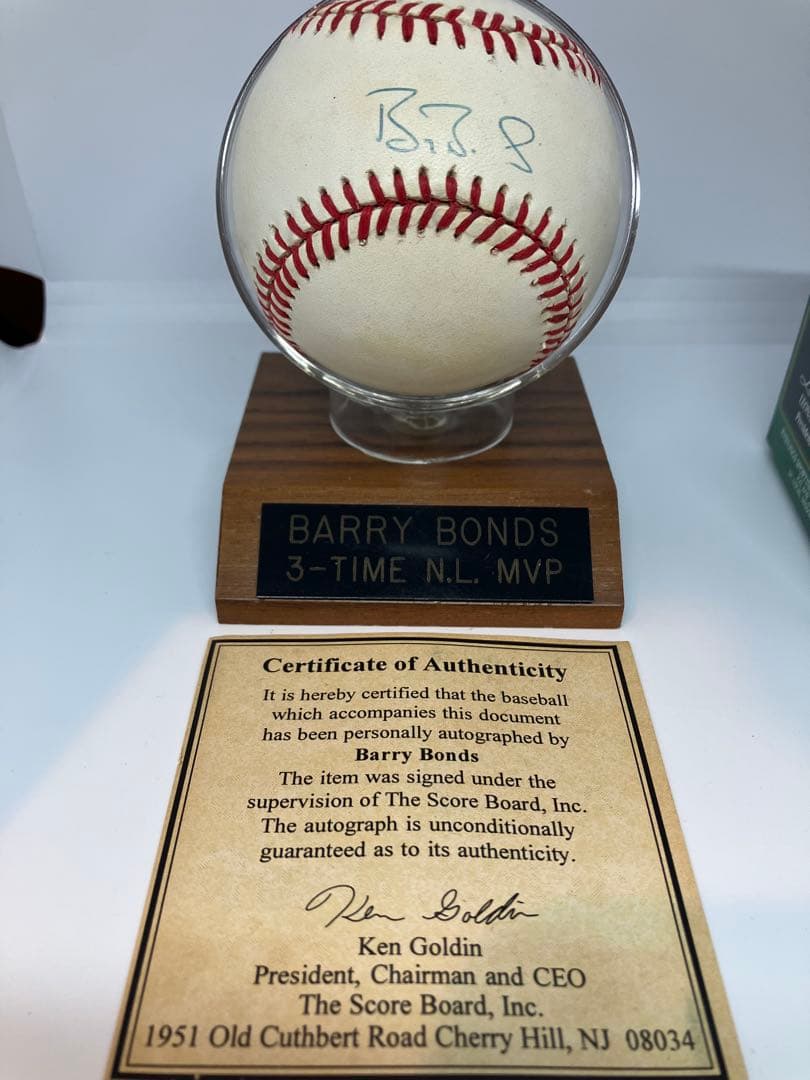 BARRY BONDS
3-TIME N.L. MVP
Certificate of Authenticity
It is hereby certified that the baseball
which accompanies this document
has been personally autographed by
Barry Bonds
The item was signed under the
supervision of The Score Board, Inc.
The autograph is unconditionally
guaranteed as to its authenticity.
Ken Goldin
Ken Goldin
President, Chairman and CEO
The Score Board, Inc.
1951 Old Cuthbert Road Cherry Hill, NJ 08034